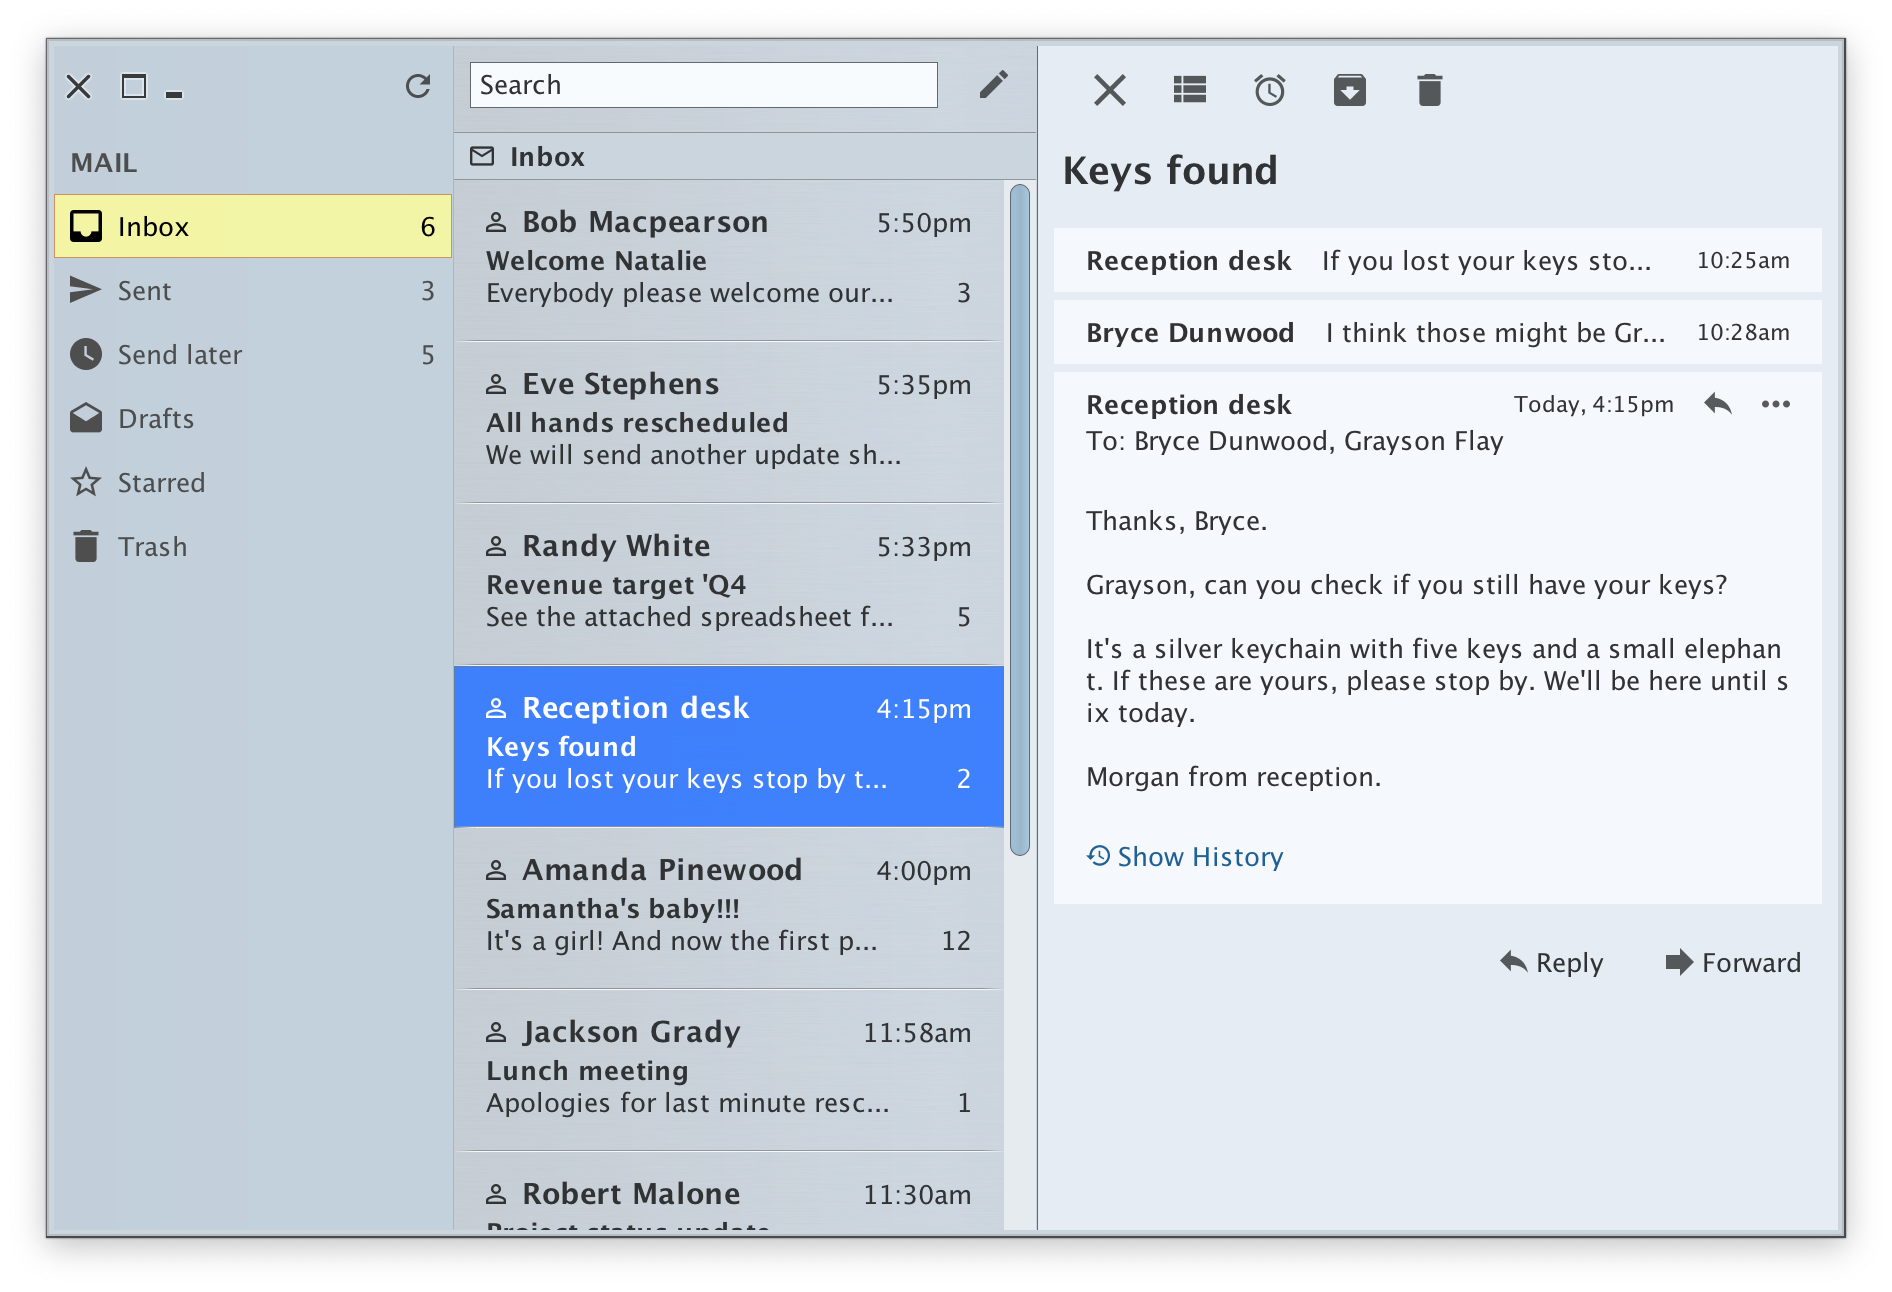 Search
MAIL
Inbox 6
Sent 3
Send later 5
Drafts
Starred
Trash
Inbox
Bob Macpearson 5:50pm
Welcome Natalie
Everybody please welcome our... 3
Eve Stephens 5:35pm
All hands rescheduled
We will send another update sh...
Randy White 5:33pm
Revenue target 'Q4
See the attached spreadsheet f... 5
Reception desk 4:15pm
Keys found
If you lost your keys stop by t... 2
Amanda Pinewood 4:00pm
Samantha's baby!!!
It's a girl! And now the first p... 12
Jackson Grady 11:58am
Lunch meeting
Apologies for last minute resc... 1
Robert Malone 11:30am
Project status update
Keys found
Reception desk If you lost your keys sto... 10:25am
Bryce Dunwood I think those might be Gr... 10:28am
Reception desk Today, 4:15pm
To: Bryce Dunwood, Grayson Flay
Thanks, Bryce.
Grayson, can you check if you still have your keys?
It's a silver keychain with five keys and a small elephan
t. If these are yours, please stop by. We'll be here until s
ix today.
Morgan from reception.
Show History
Reply Forward